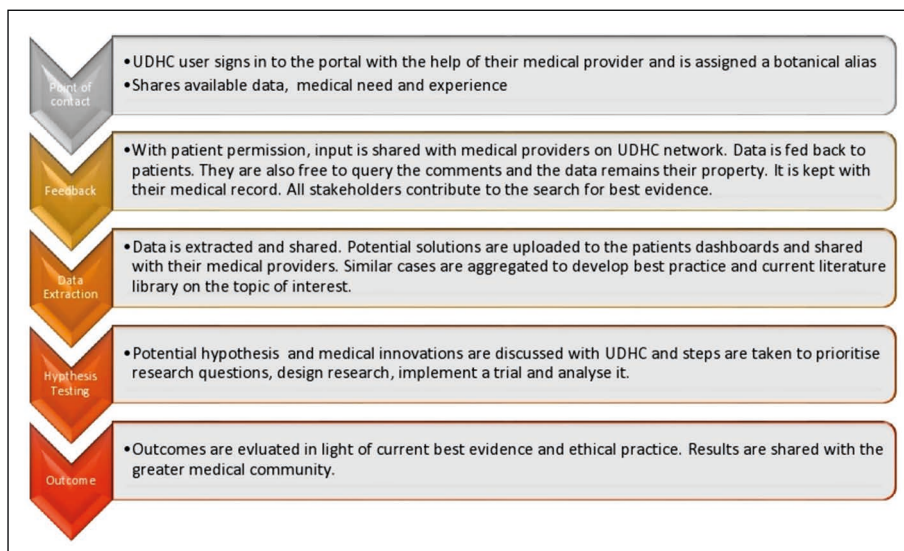 Point of
contact
•UDHC user signs in to the portal with the help of their medical provider and is assigned a botanical alias
•Shares available data, medical need and experience
Feedback
•With patient permission, input is shared with medical providers on UDHC network. Data is fed back to
patients. They are also free to query the comments and the data remains their property. It is kept with
their medical record. All stakeholders contribute to the search for best evidence.
Data
Extraction
•Data is extracted and shared. Potential solutions are uploaded to the patients dashboards and shared
with their medical providers. Similar cases are aggregated to develop best practice and current literature
library on the topic of interest.
Hypthesis
Testing
•Potential hypothesis and medical innovations are discussed with UDHC and steps are taken to prioritise
research questions, design research, implement a trial and analyse it.
Outcome
•Outcomes are evluated in light of current best evidence and ethical practice. Results are shared with the
greater medical community.